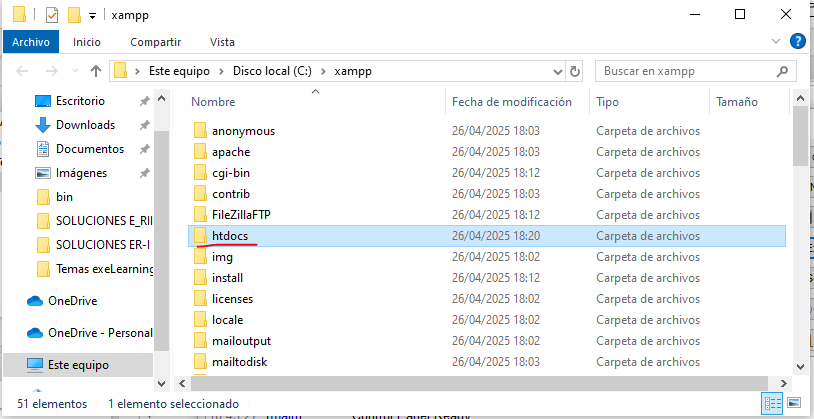 xampp
Archivo Inicio Compartir Vista
Este equipo > Disco local (C:) > xampp
Buscar en xampp
Escritorio
Downloads
Documentos
Imágenes
bin
SOLUCIONES E_RII
SOLUCIONES ER-I
Temas exeLearning
OneDrive
OneDrive - Personal
Este equipo
Nombre Fecha de modificación Tipo Tamaño
anonymous 26/04/2025 18:03 Carpeta de archivos
apache 26/04/2025 18:03 Carpeta de archivos
cgi-bin 26/04/2025 18:12 Carpeta de archivos
contrib 26/04/2025 18:03 Carpeta de archivos
FileZillaFTP 26/04/2025 18:12 Carpeta de archivos
htdocs 26/04/2025 18:20 Carpeta de archivos
img 26/04/2025 18:02 Carpeta de archivos
install 26/04/2025 18:12 Carpeta de archivos
licenses 26/04/2025 18:02 Carpeta de archivos
locale 26/04/2025 18:02 Carpeta de archivos
mailoutput 26/04/2025 18:02 Carpeta de archivos
mailtodisk 26/04/2025 18:03 Carpeta de archivos
51 elementos 1 elemento seleccionado